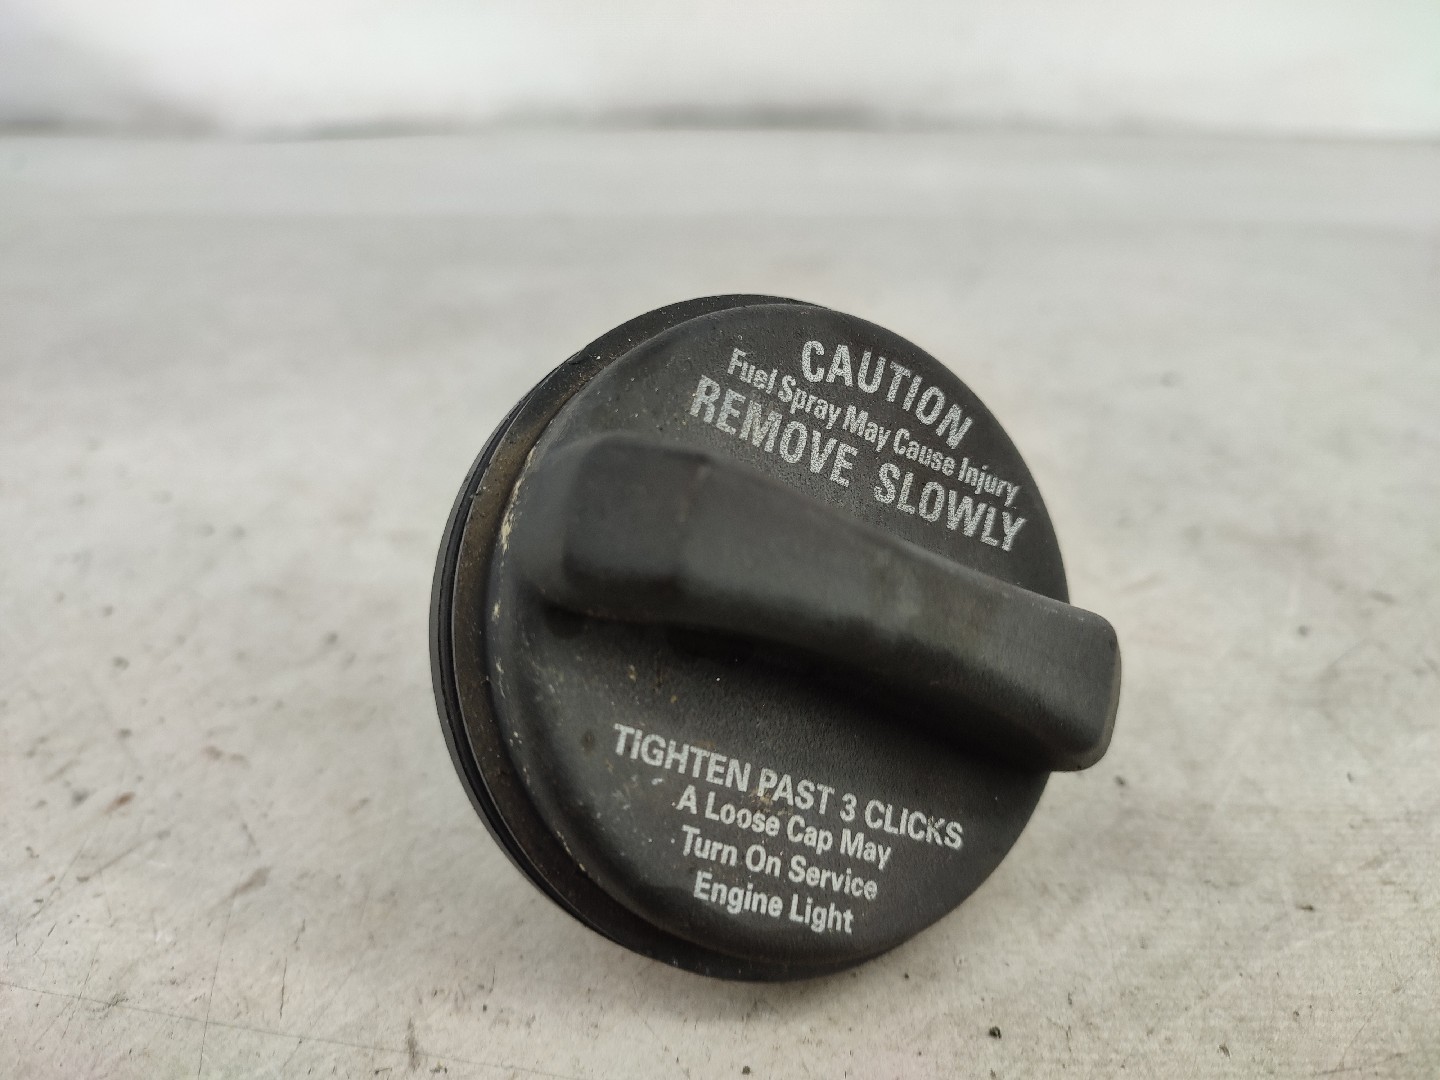 CAUTION
Fuel Spray May Cause Injury
REMOVE SLOWLY
TIGHTEN PAST 3 CLICKS
A Loose Cap May
Turn On Service
Engine Light